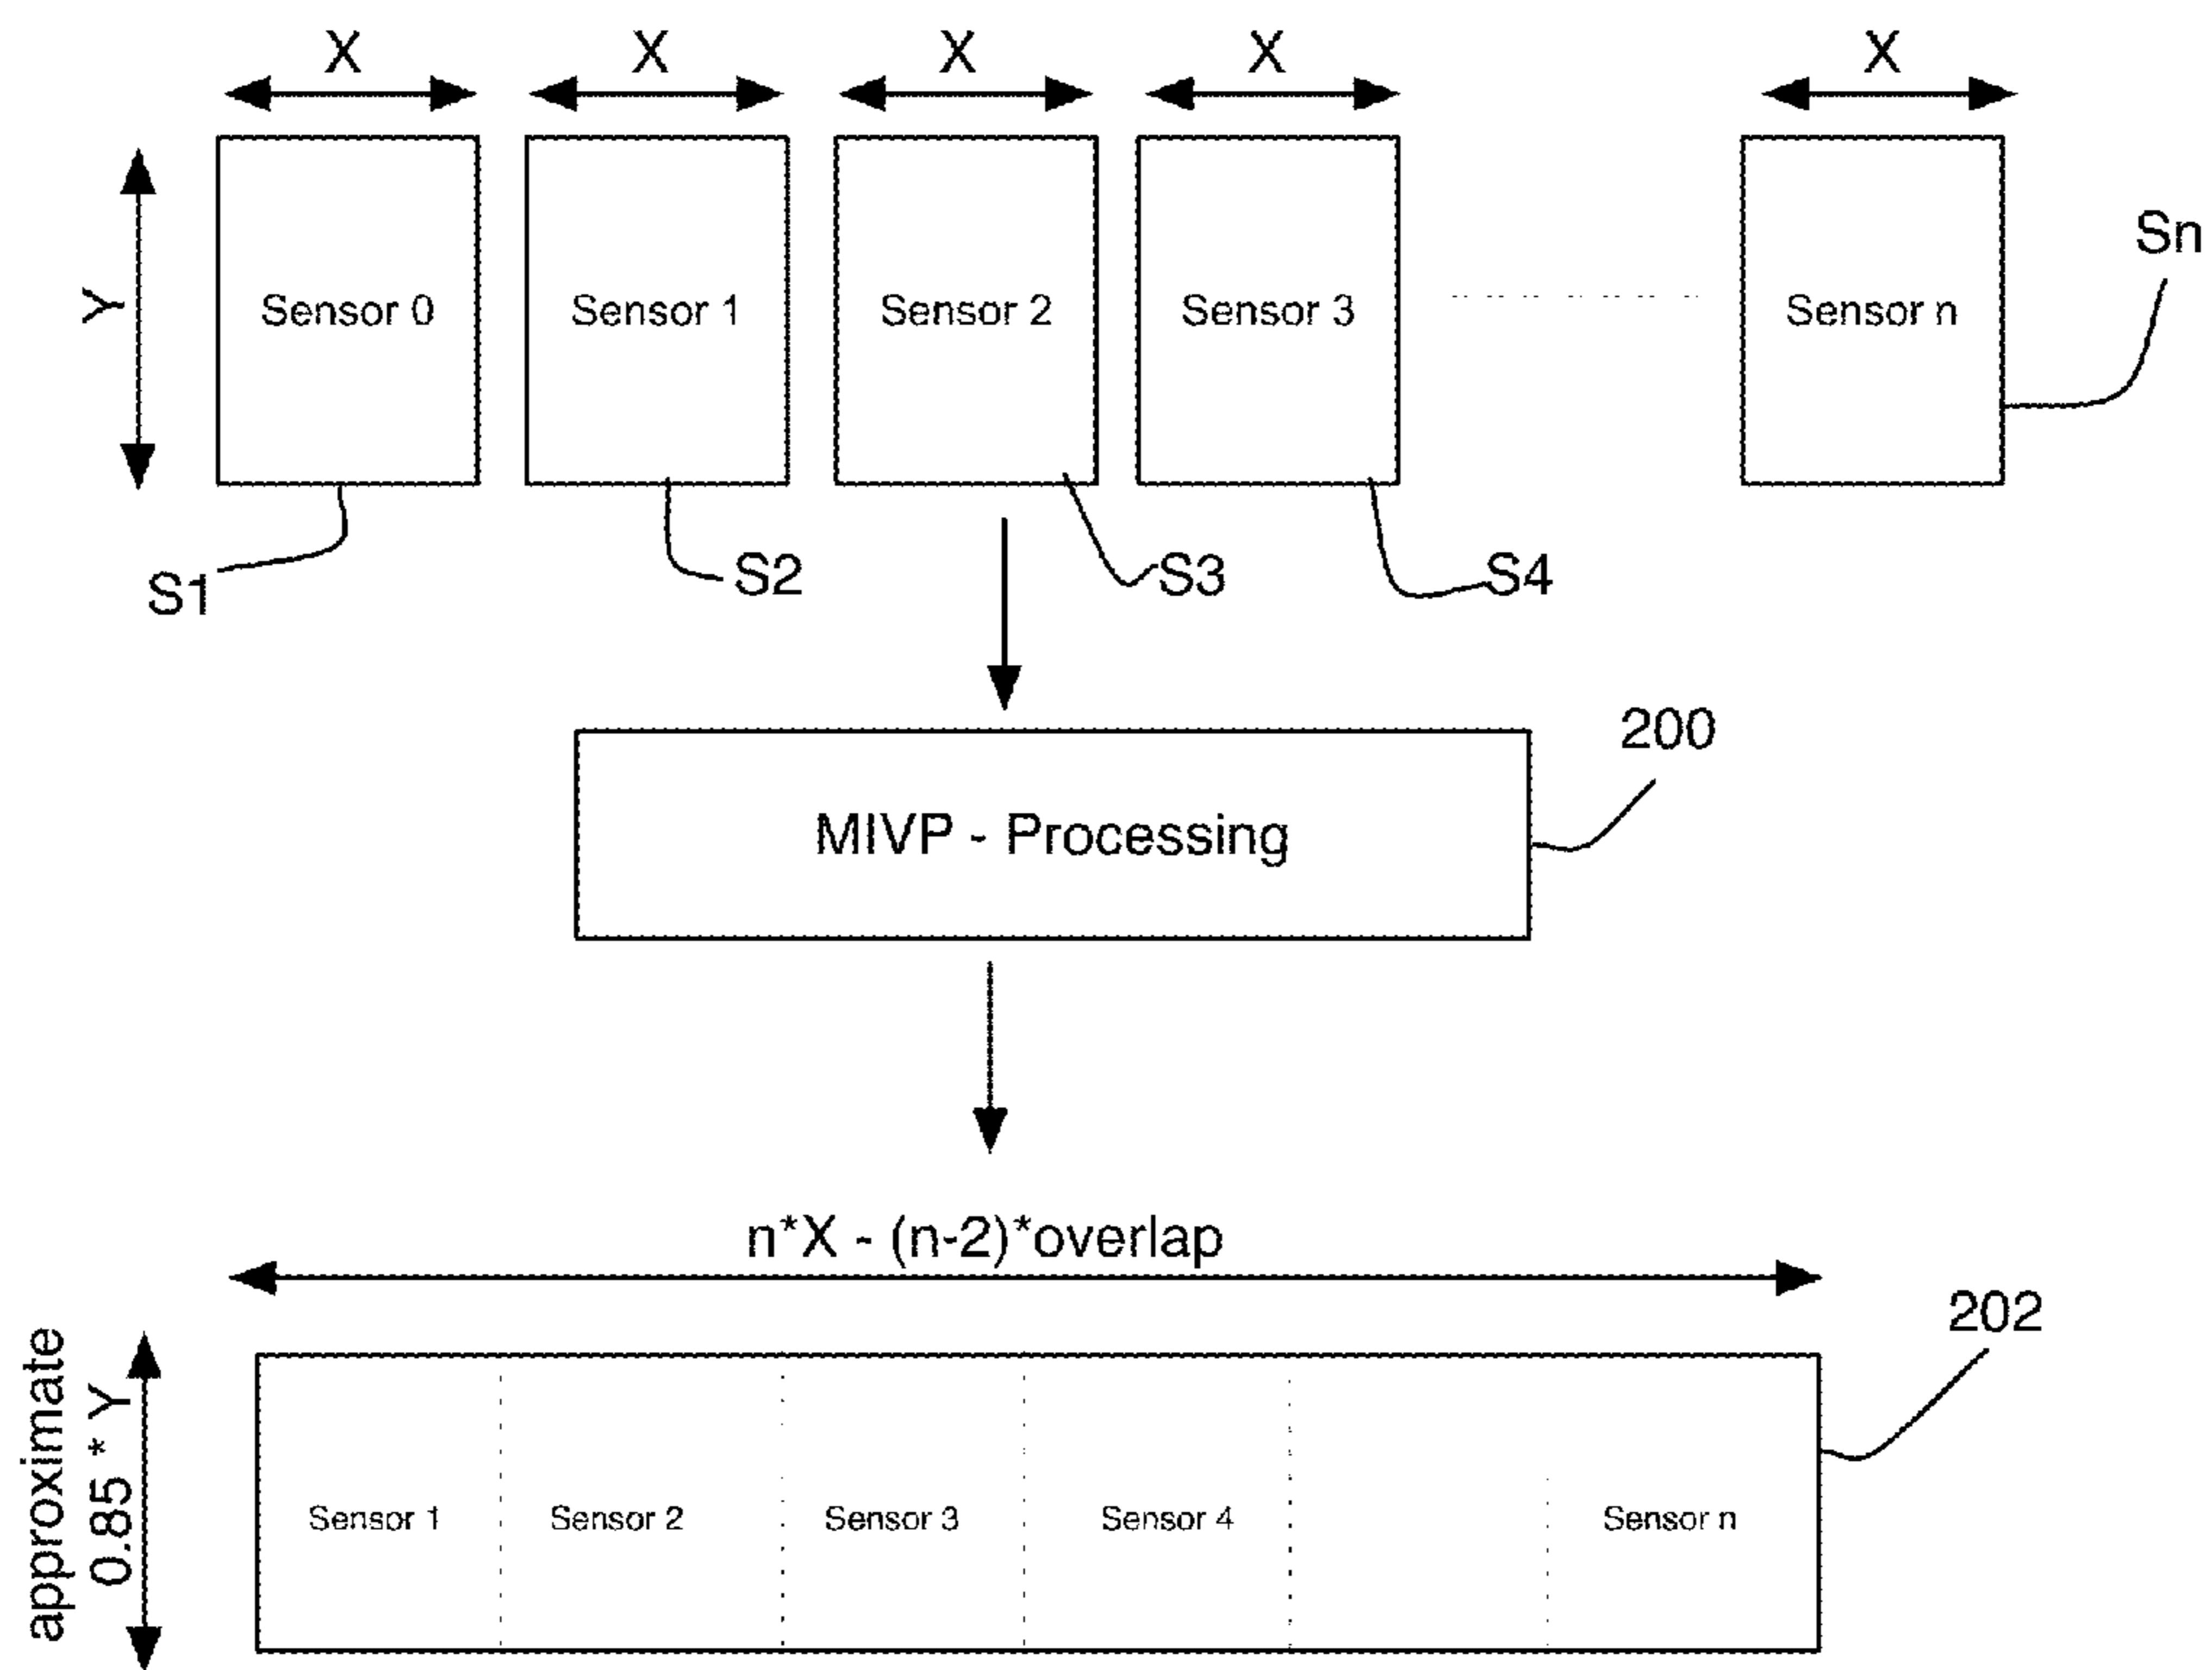 X X X X X
Y
Sensor 0 Sensor 1 Sensor 2 Sensor 3 Sensor n
Sn
S1 S2 S3 S4
200
MIVP - Processing
n*X - (n-2)*overlap
202
approximate
0.85 * Y
Sensor 1 Sensor 2 Sensor 3 Sensor 4 Sensor n